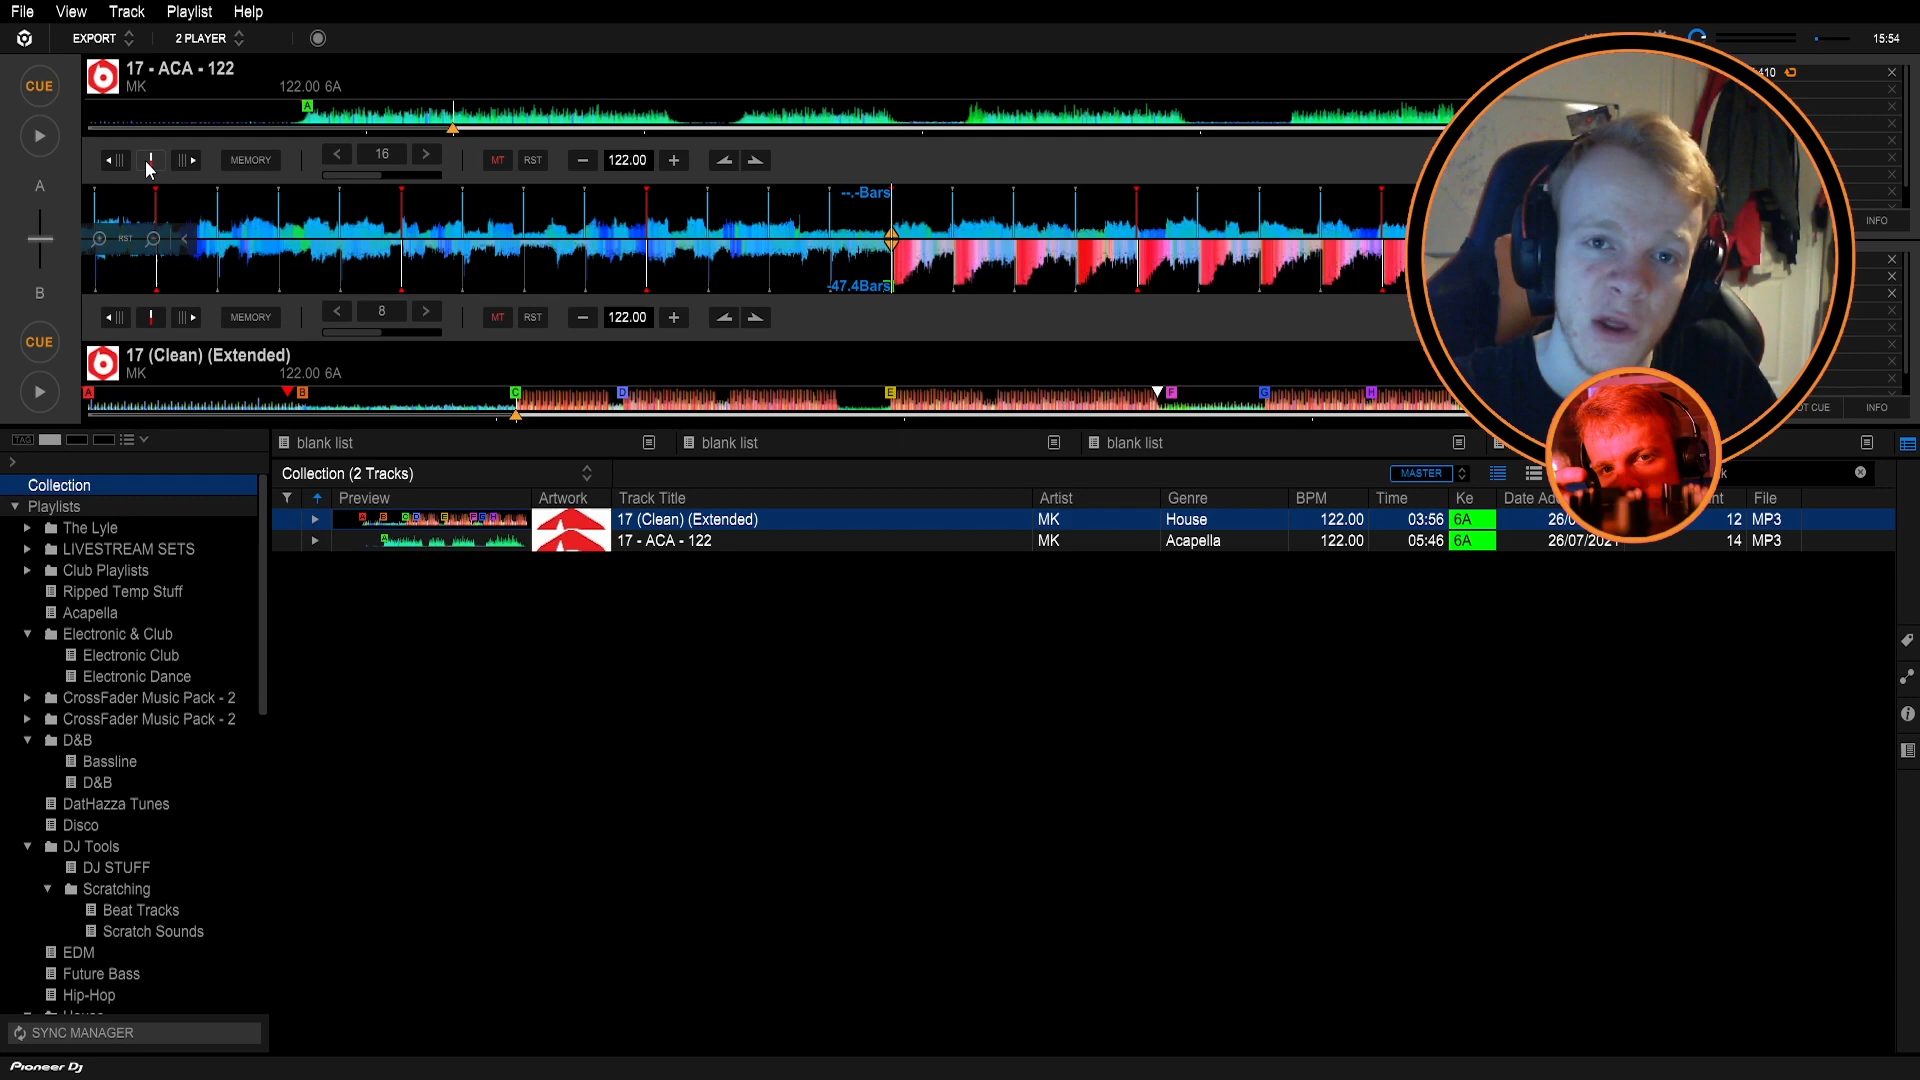 File View Track Playlist Help
EXPORT 2 PLAYER 15:54
17 - ACA - 122
MK 122.00 6A
CUE
A
MEMORY < 16 > MT RST − 122.00 +
--.-Bars
RST
-47.4Bars
A
B
MEMORY < 8 > MT RST − 122.00 +
CUE
17 (Clean) (Extended)
MK 122.00 6A
A B C D E F G H
INFO
INFO
TAG
blank list blank list blank list
Collection (2 Tracks) MASTER
Preview Artwork Track Title Artist Genre BPM Time Ke File
17 (Clean) (Extended) MK House 122.00 03:56 6A 12 MP3
17 - ACA - 122 MK Acapella 122.00 05:46 6A 26/07/2021 14 MP3
Collection
Playlists
The Lyle
LIVESTREAM SETS
Club Playlists
Ripped Temp Stuff
Acapella
Electronic & Club
Electronic Club
Electronic Dance
CrossFader Music Pack - 2
CrossFader Music Pack - 2
D&B
Bassline
D&B
DatHazza Tunes
Disco
DJ Tools
DJ STUFF
Scratching
Beat Tracks
Scratch Sounds
EDM
Future Bass
Hip-Hop
SYNC MANAGER
Pioneer Dj